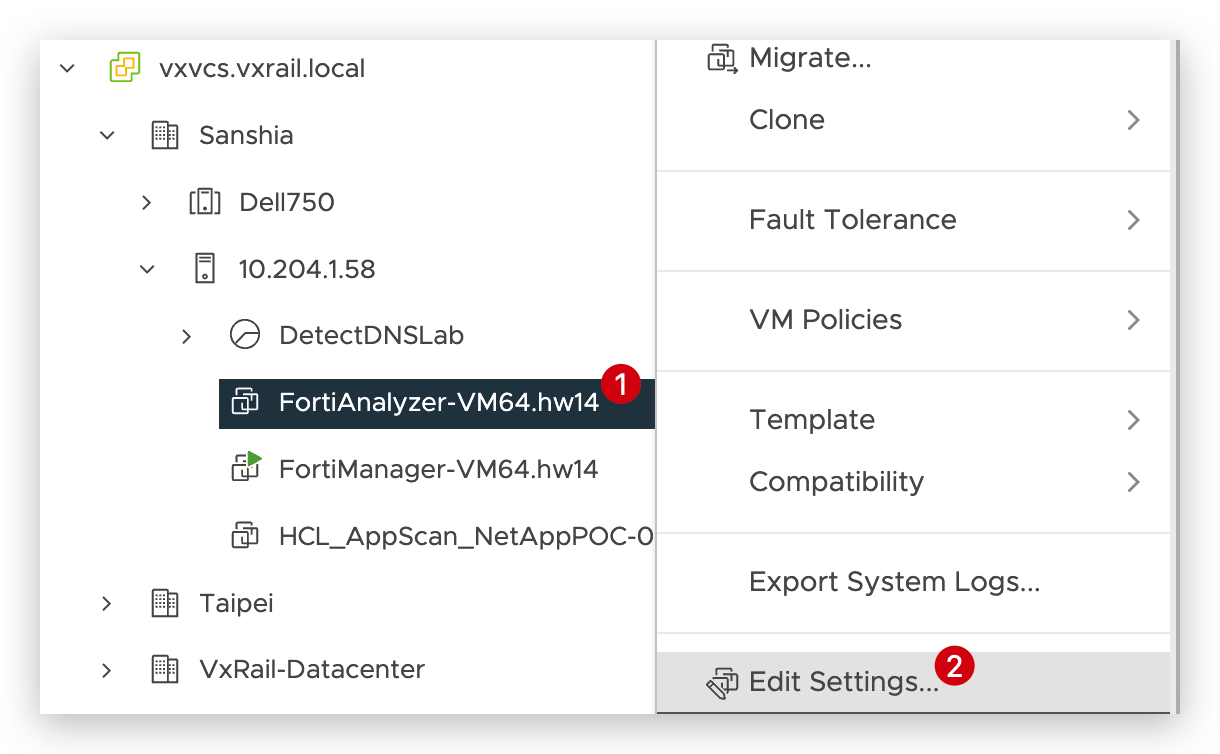 vxvcs.vxrail.local
Sanshia
Dell750
10.204.1.58
DetectDNSLab
FortiAnalyzer-VM64.hw14
1
FortiManager-VM64.hw14
HCL_AppScan_NetAppPOC-0
Taipei
VxRail-Datacenter
Migrate...
Clone
Fault Tolerance
VM Policies
Template
Compatibility
Export System Logs...
Edit Settings...
2